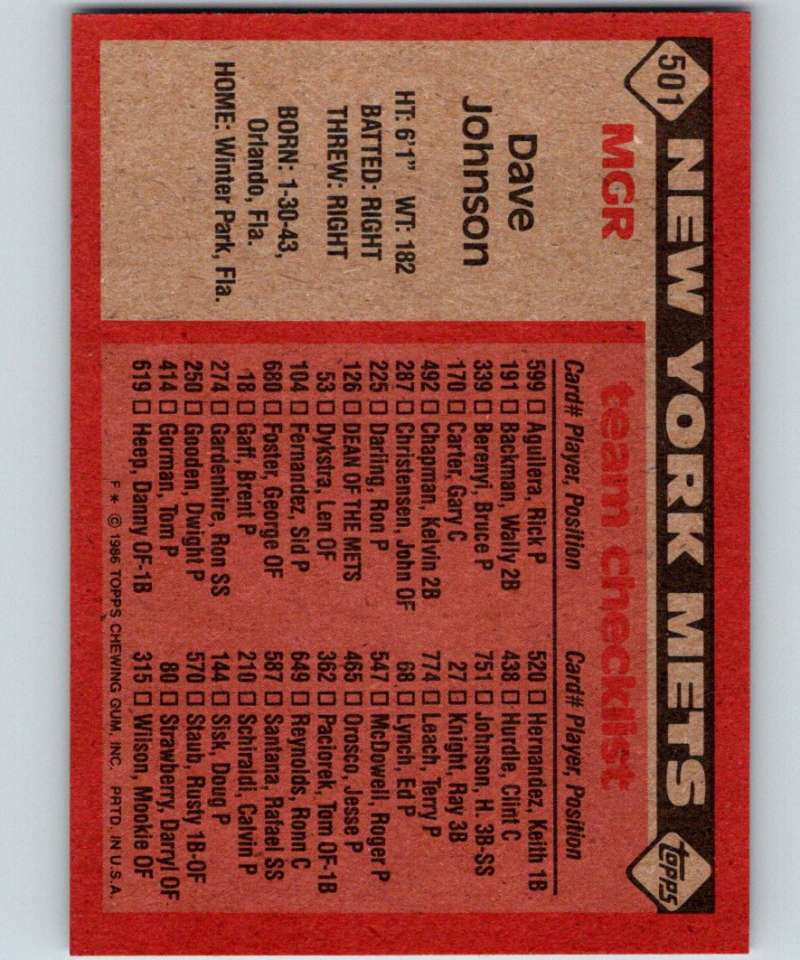 501 NEW YORK METS topps
MGR
Dave
Johnson
HT: 6'1" WT: 182
BATTED: RIGHT
THREW: RIGHT
BORN: 1-30-43,
Orlando, Fla.
HOME: Winter Park, Fla.
team checklist
Card# Player, Position
599 □ Aguilera, Rick P
191 □ Backman, Wally 2B
339 □ Berenyi, Bruce P
170 □ Carter, Gary C
492 □ Chapman, Kelvin 2B
287 □ Christensen, John OF
225 □ Darling, Ron P
126 □ DEAN OF THE METS
53 □ Dykstra, Len OF
104 □ Fernandez, Sid P
680 □ Foster, George OF
18 □ Gaff, Brent P
274 □ Gardenhire, Ron SS
250 □ Gooden, Dwight P
414 □ Gorman, Tom P
619 □ Heep, Danny OF-1B
Card# Player, Position
520 □ Hernandez, Keith 1B
438 □ Hurdle, Clint C
751 □ Johnson, H. 3B-SS
27 □ Knight, Ray 3B
774 □ Leach, Terry P
68 □ Lynch, Ed P
547 □ McDowell, Roger P
465 □ Orosco, Jesse P
362 □ Paciorek, Tom OF-1B
649 □ Reynolds, Ronn C
587 □ Santana, Rafael SS
210 □ Schiraldi, Calvin P
144 □ Sisk, Doug P
570 □ Staub, Rusty 1B-OF
80 □ Strawberry, Darryl OF
315 □ Wilson, Mookie OF
F * © 1986 TOPPS CHEWING GUM, INC. PRTD. IN U.S.A.